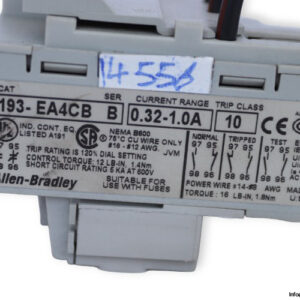 14556
CAT SER CURRENT RANGE TRIP CLASS
193-EA4CB B 0.32-1.0A 10
IND. CONT. EQ.
LISTED A191
NEMA B600
75°C CU WIRE ONLY
#16 - #12 AWG. JVM
NORMAL TRIPPED TEST
97 95 97 95 97 95
98 96 98 96 98 96
TRIP RATING IS 120% DIAL SETTING
CONTROL TORQUE: 12 LB-IN, 1.4Nm
SHORT CIRCUIT RATING 5 KA AT 600V
Allen-Bradley
SUITABLE FOR
USE WITH FUSES
POWER WIRE AWG
TORQUE: 16 LB-IN, 1.8Nm